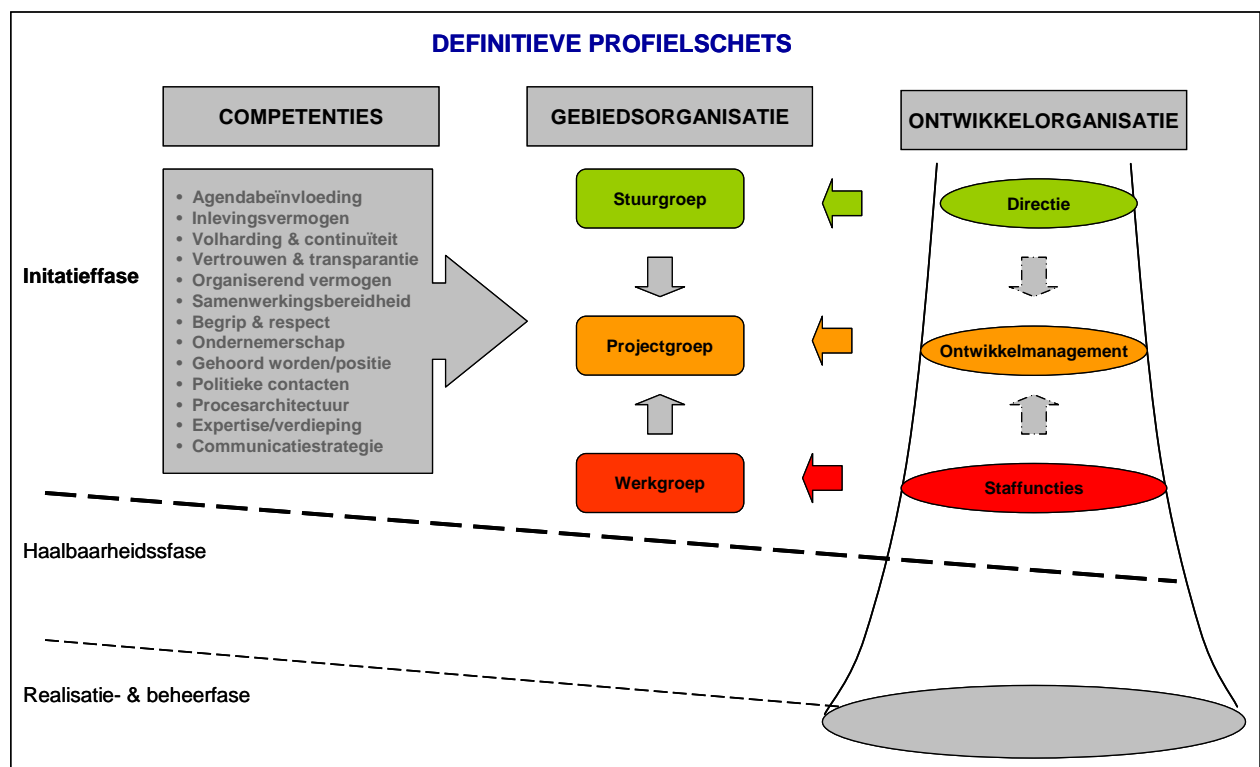 DEFINITIEVE PROFIELSCHETS
COMPETENTIES
GEBIEDSORGANISATIE
ONTWIKKELORGANISATIE
Initatieffase
• Agendabeïnvloeding
• Inlevingsvermogen
• Volharding & continuïteit
• Vertrouwen & transparantie
• Organiserend vermogen
• Samenwerkingsbereidheid
• Begrip & respect
• Ondernemerschap
• Gehoord worden/positie
• Politieke contacten
• Procesarchitectuur
• Expertise/verdieping
• Communicatiestrategie
Stuurgroep
Directie
Projectgroep
Ontwikkelmanagement
Werkgroep
Staffuncties
Haalbaarheidssfase
Realisatie- & beheerfase